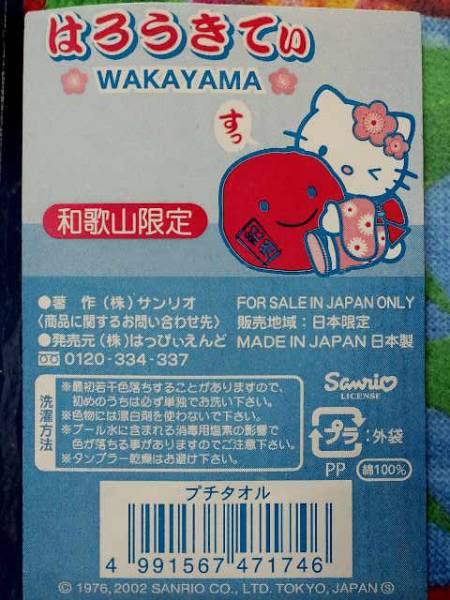 はろうきてぃ
WAKAYAMA
すっ
和歌山限定
●著 作（株）サンリオ
〈商品に関するお問い合わせ先〉
●発売元（株）はっぴぃえんど
0120-334-337
FOR SALE IN JAPAN ONLY
販売地域：日本限定
MADE IN JAPAN 日本製
洗濯方法
※最初若干色落ちすることがありますので、
初めのうちは必ず単独でお洗い下さい。
※色物には漂白剤を使わないで下さい。
※プール水に含まれる消毒用塩素の影響で
色が落ちる事がありますのでご注意下さい。
※タンブラー乾燥はお避け下さい。
Sanrio
LICENSE
プラ：外袋
PP
綿100%
プチタオル
4 991567 471746
© 1976, 2002 SANRIO CO., LTD. TOKYO, JAPAN Ⓢ